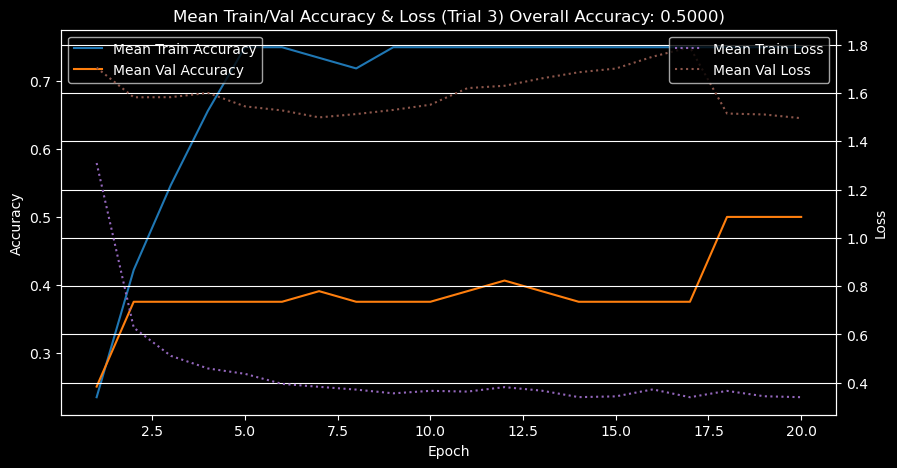 Mean Train/Val Accuracy & Loss (Trial 3) Overall Accuracy: 0.5000)
Mean Train Accuracy
Mean Val Accuracy
Mean Train Loss
Mean Val Loss
Accuracy
0.7
0.6
0.5
0.4
0.3
1.8
1.6
1.4
1.2
1.0
0.8
0.6
0.4
Loss
2.5 5.0 7.5 10.0 12.5 15.0 17.5 20.0
Epoch